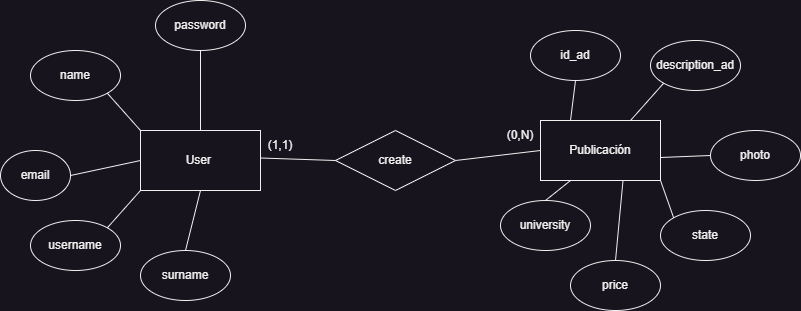 password
id_ad
description_ad
name
(1,1)
(0,N)
User
create
Publicación
photo
email
university
state
username
surname
price